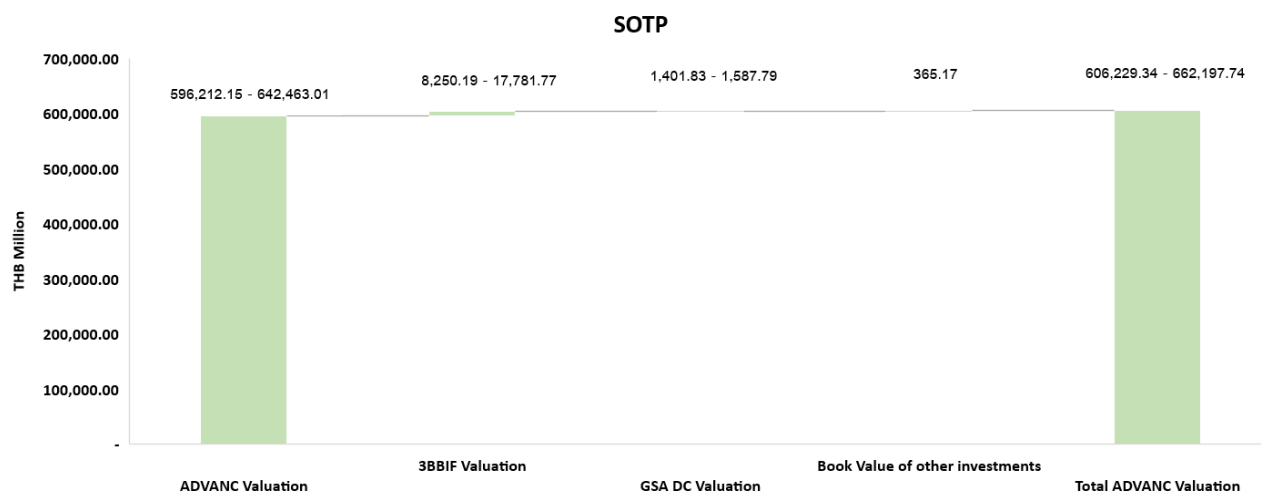 SOTP
THB Million
700,000.00
600,000.00
500,000.00
400,000.00
300,000.00
200,000.00
100,000.00
-
596,212.15 - 642,463.01
8,250.19 - 17,781.77
1,401.83 - 1,587.79
365.17
606,229.34 - 662,197.74
ADVANC Valuation
3BBIF Valuation
GSA DC Valuation
Book Value of other investments
Total ADVANC Valuation